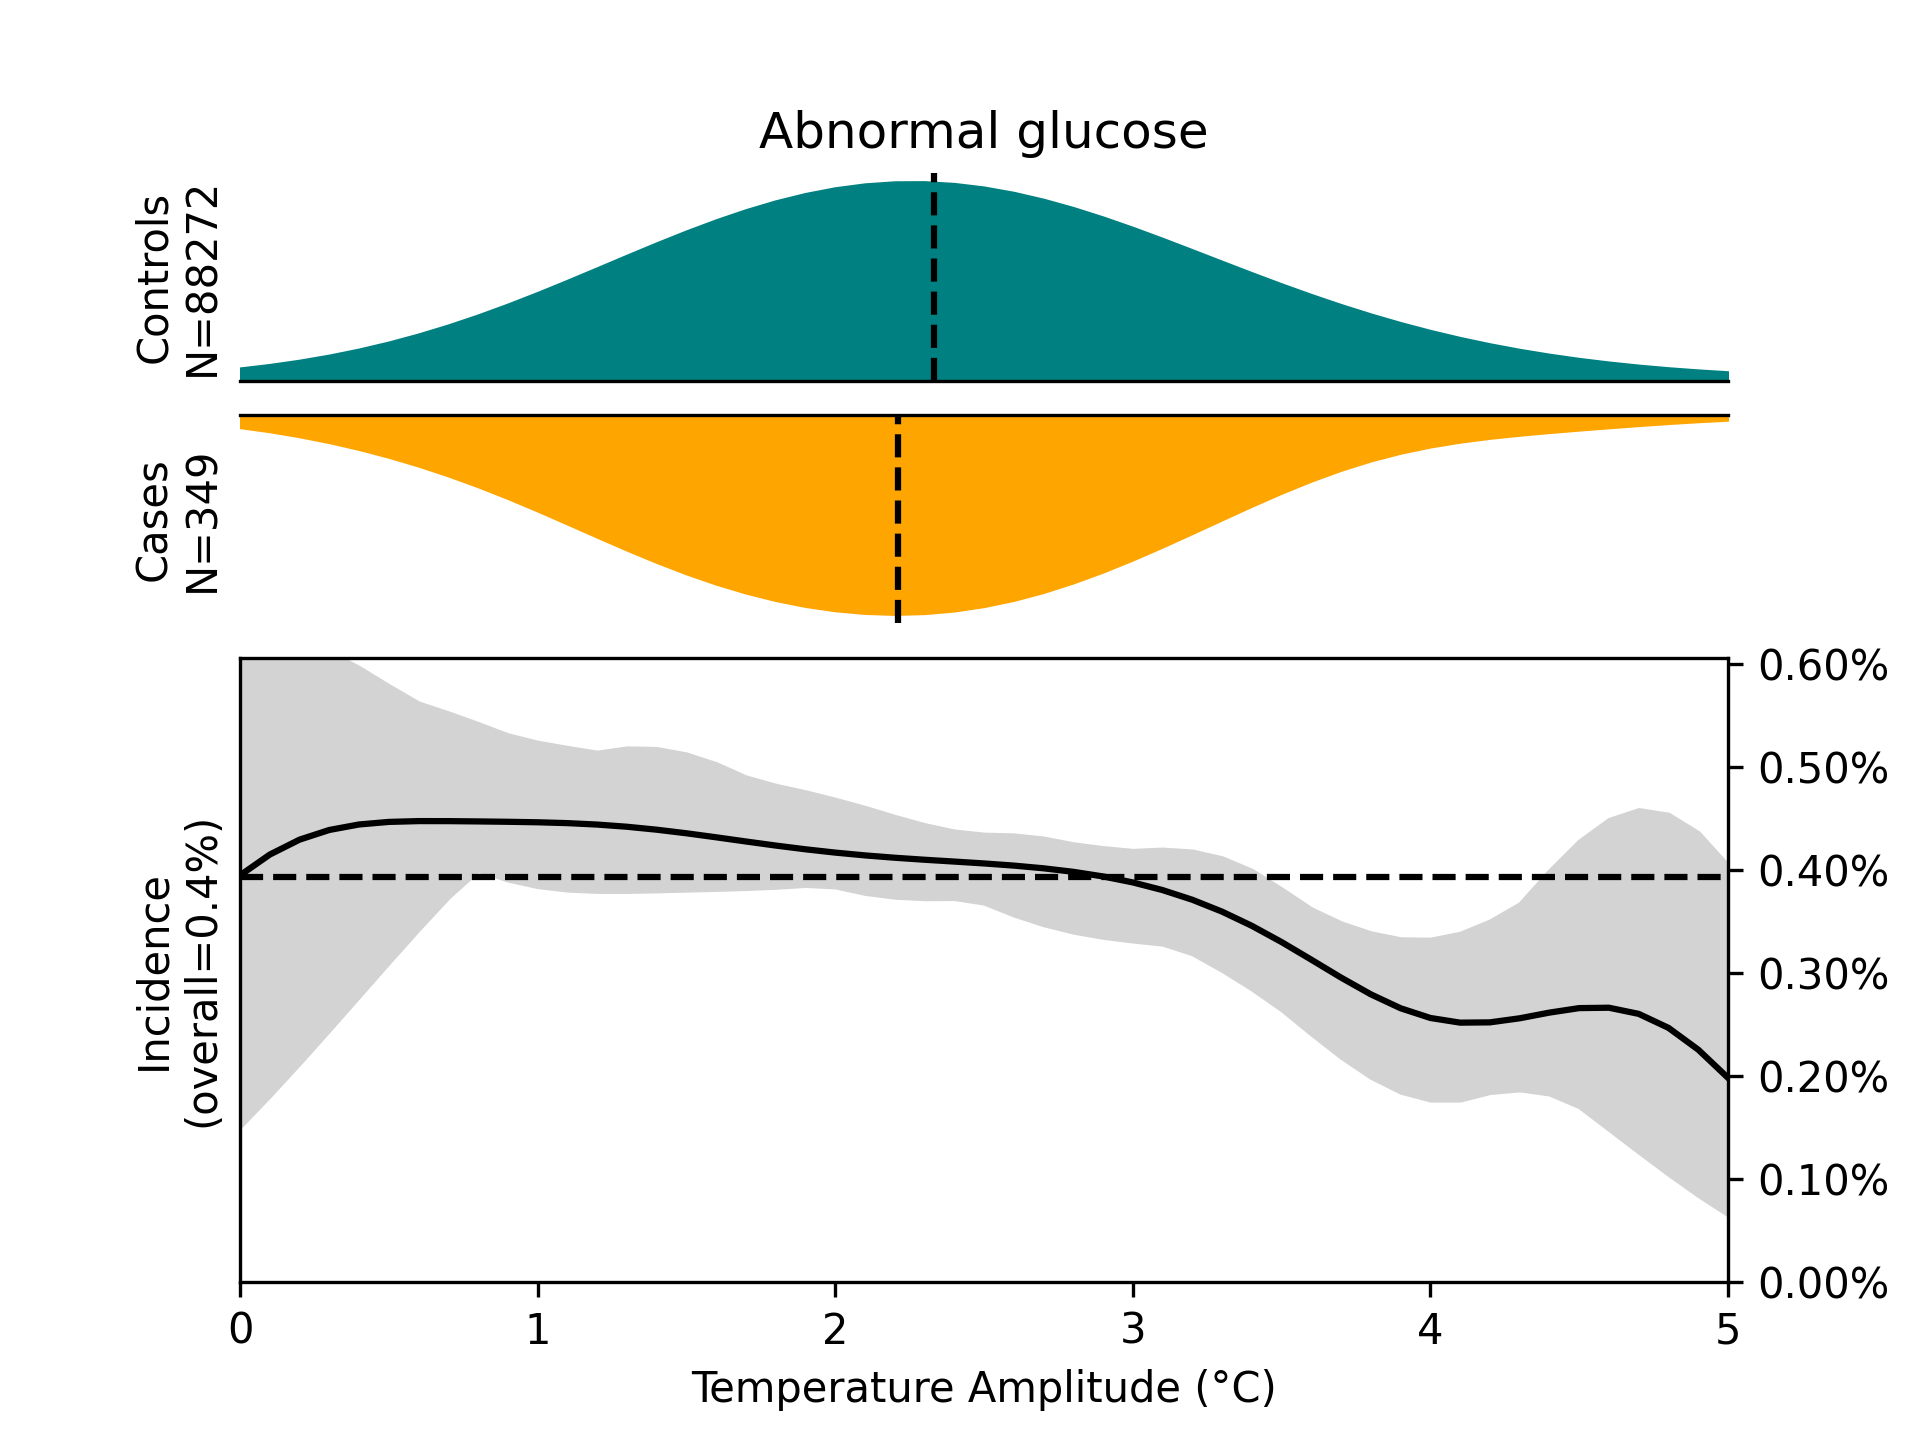 Abnormal glucose
Controls
N=88272
Cases
N=349
Incidence
(overall=0.4%)
0.60%
0.50%
0.40%
0.30%
0.20%
0.10%
0.00%
0 1 2 3 4 5
Temperature Amplitude (°C)